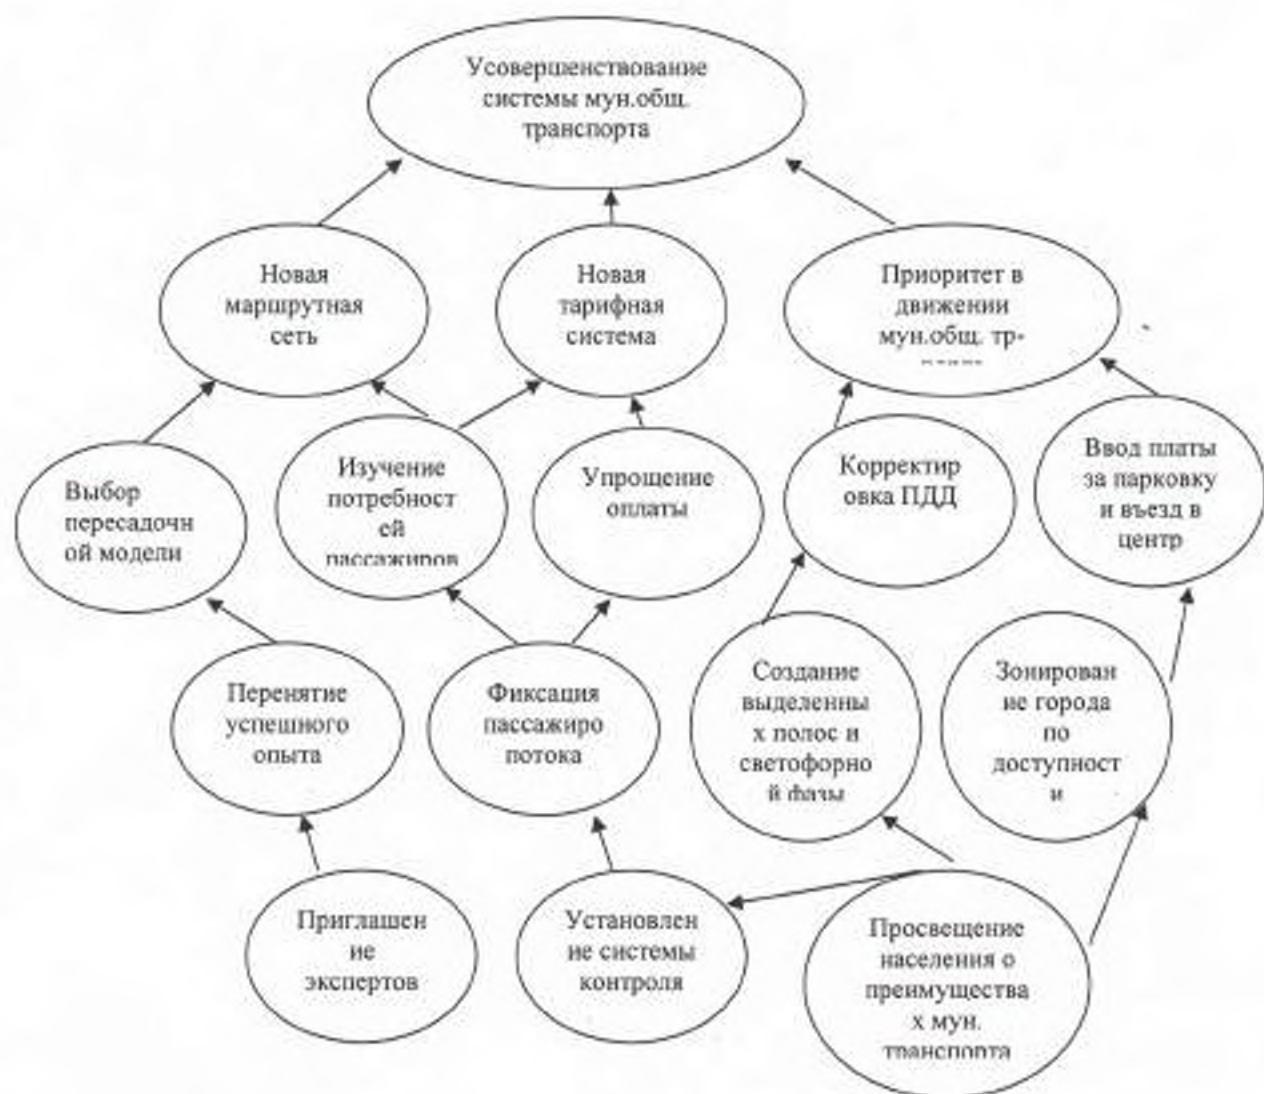 Усовершенствование
системы мун.общ.
транспорта
Новая
маршрутная
сеть
Новая
тарифная
система
Приоритет в
движении
мун.общ. тр-
Выбор
пересадочн
ой модели
Изучение
потребност
ей
пассажиров
Упрощение
оплаты
Корректир
овка ПДД
Ввод платы
за парковку
и въезд в
центр
Перенятие
успешного
опыта
Фиксация
пассажиро
потока
Создание
выделенны
х полос и
светофорно
й фазы
Зонирован
ие города
по
доступност
и
Приглашен
ие
экспертов
Установлен
ие системы
контроля
Просвещение
населения о
преимущества
х мун.
транспорта